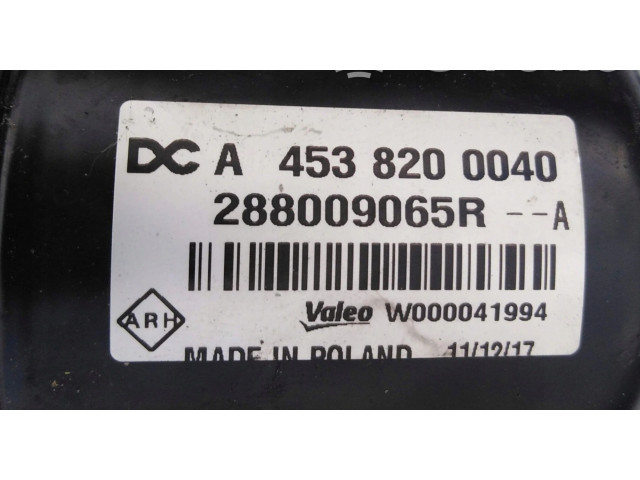 DC A 453 820 0040
288009065R --A
ARH
Valeo W000041994
MADE IN POLAND 11/12/17